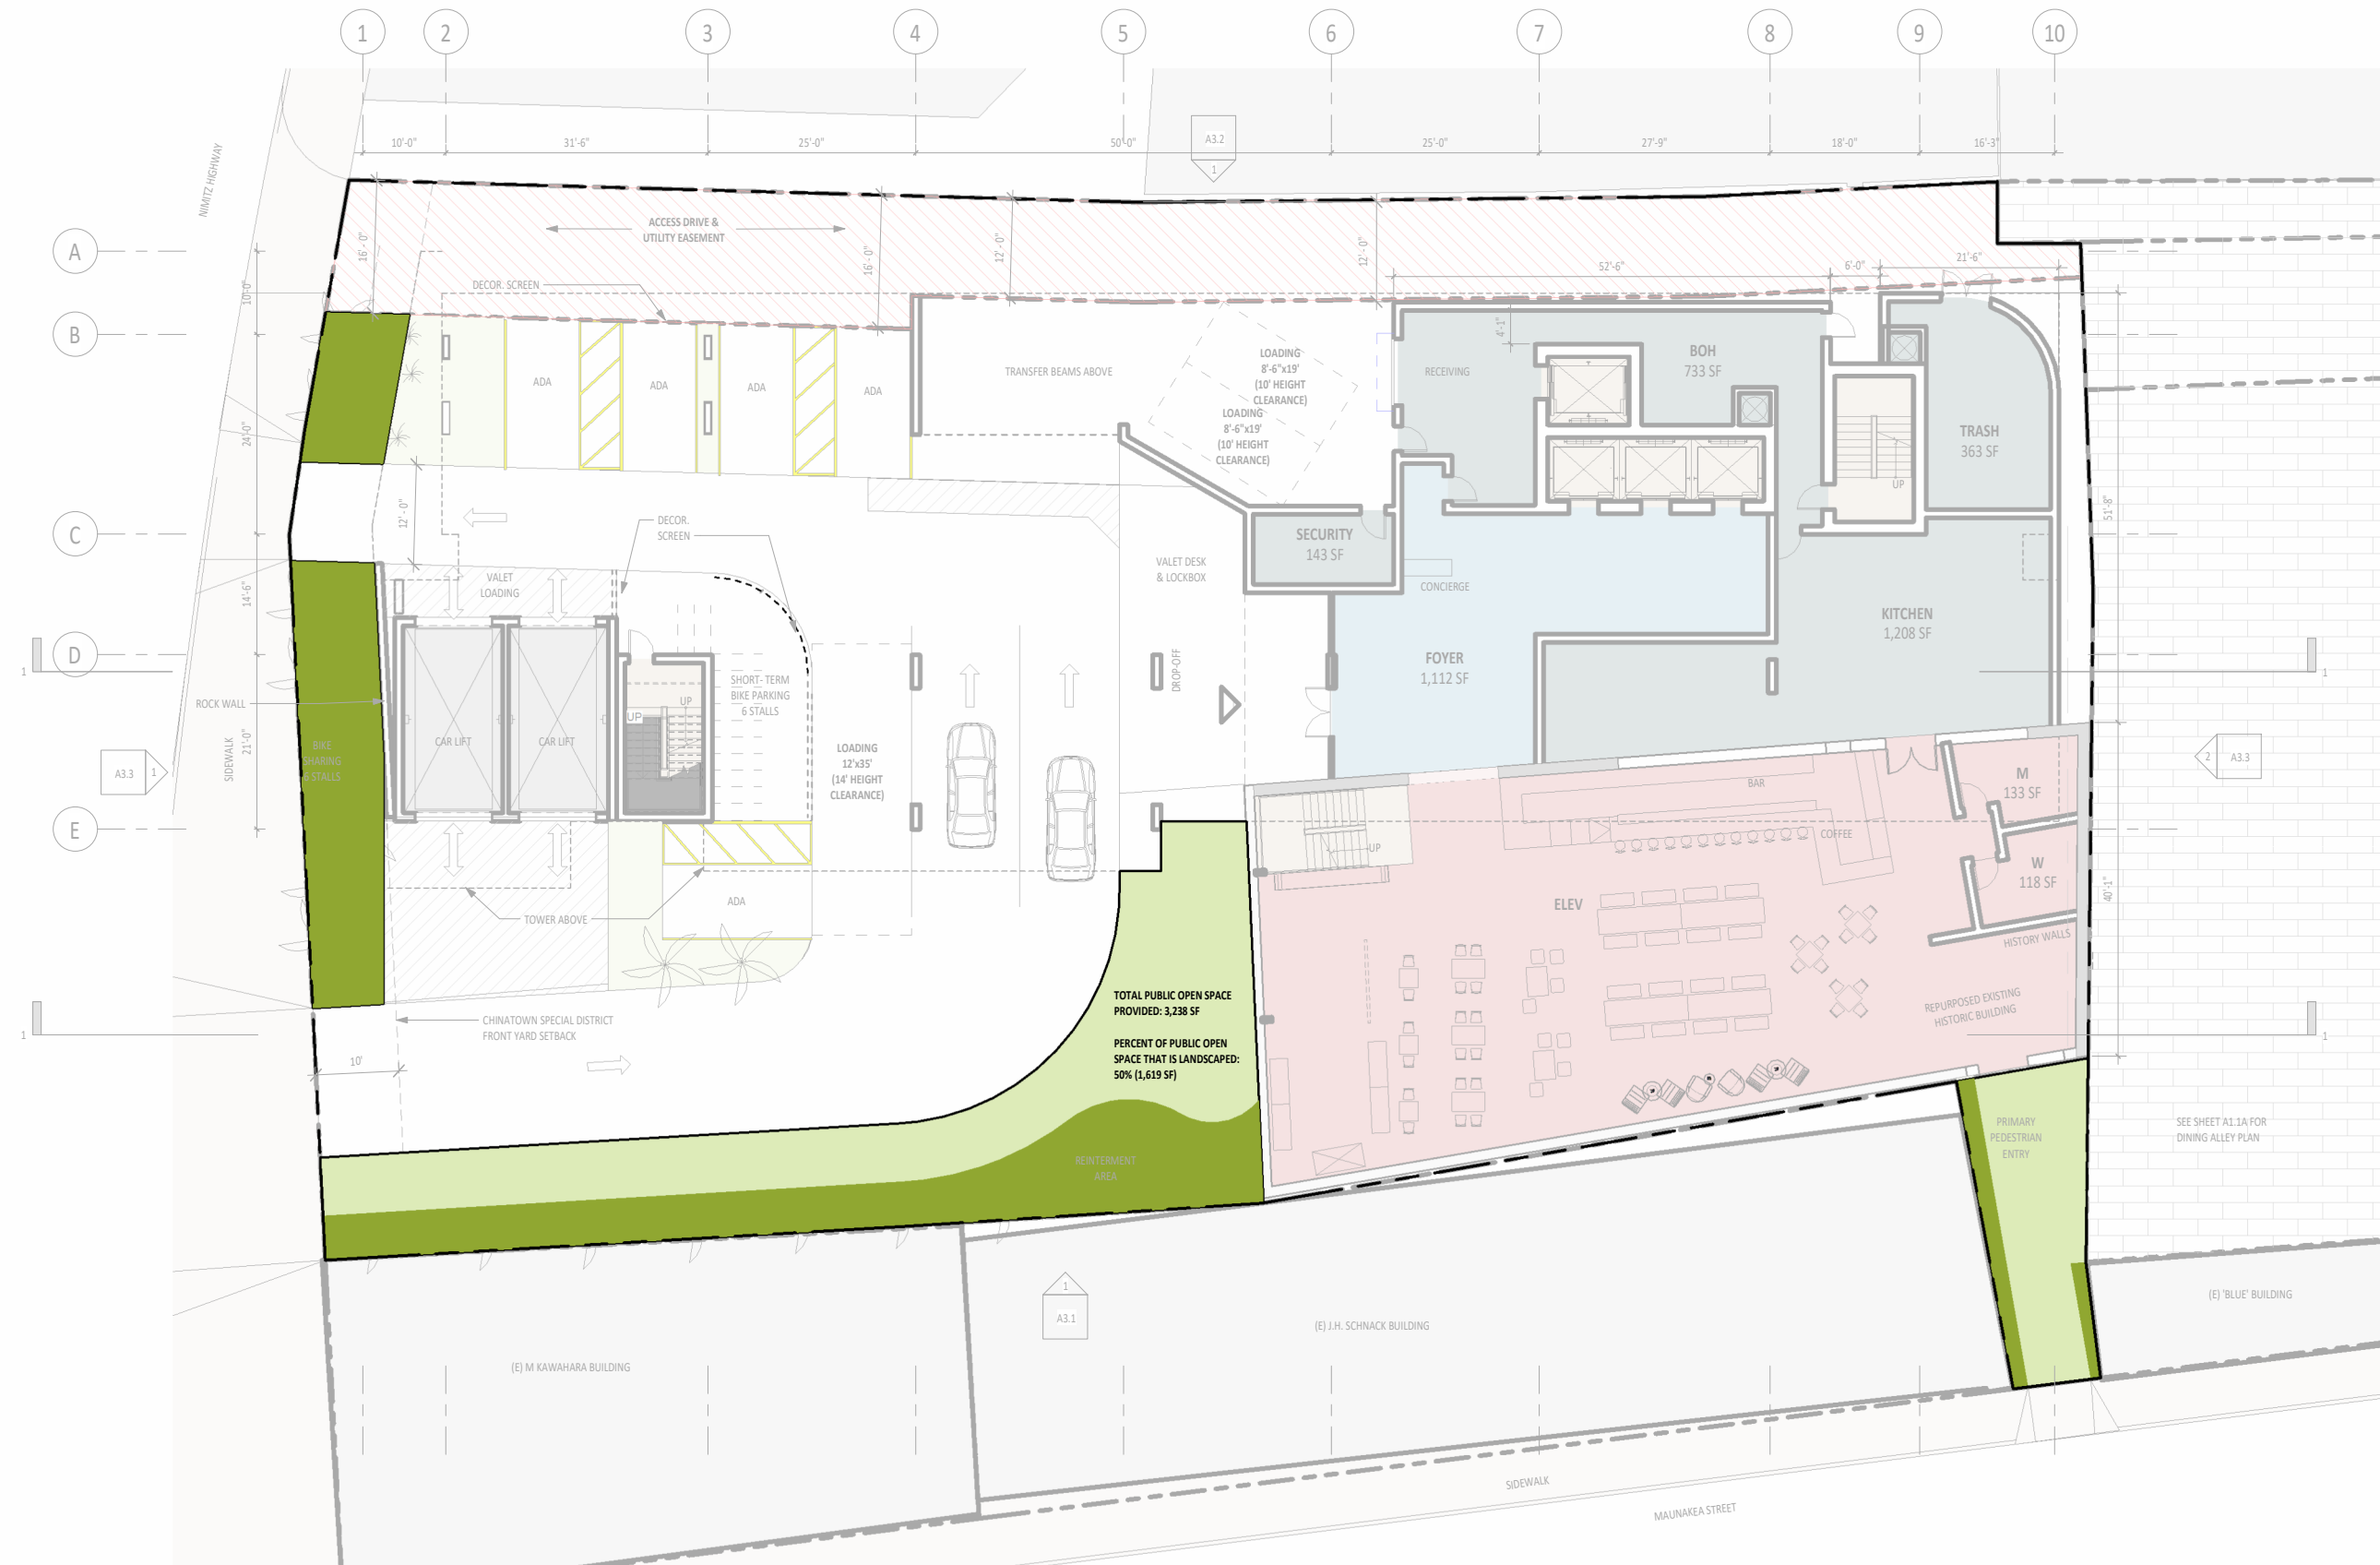 1
2
3
4
5
6
7
8
9
10
10'-0"
31'-6"
25'-0"
50'-0"
25'-0"
27'-9"
18'-0"
16'-3"
A3.2
1
NIMITZ HIGHWAY
ACCESS DRIVE &
UTILITY EASEMENT
16'- 0"
16'- 0"
12'- 0"
12'- 0"
52'-6"
6'-0"
21'-6"
A
B
C
D
E
10'-0"
24'-0"
14'-6"
21'-0"
DECOR. SCREEN
ADA
ADA
ADA
ADA
TRANSFER BEAMS ABOVE
LOADING
8'-6"x19'
(10' HEIGHT
CLEARANCE)
LOADING
8'-6"x19'
(10' HEIGHT
CLEARANCE)
RECEIVING
4'-1"
BOH
733 SF
TRASH
363 SF
UP
12'- 0"
DECOR.
SCREEN
SECURITY
143 SF
VALET DESK
& LOCKBOX
VALET
LOADING
CONCIERGE
51'-8"
KITCHEN
1,208 SF
FOYER
1,112 SF
DROP-OFF
SHORT- TERM
BIKE PARKING
6 STALLS
UP
UP
ROCK WALL
SIDEWALK
BIKE
SHARING
6 STALLS
CAR LIFT
CAR LIFT
LOADING
12'x35'
(14' HEIGHT
CLEARANCE)
1
1
A3.3
1
2
A3.3
M
133 SF
BAR
COFFEE
UP
W
118 SF
40'-1"
ELEV
HISTORY WALLS
ADA
TOWER ABOVE
TOTAL PUBLIC OPEN SPACE
PROVIDED: 3,238 SF
PERCENT OF PUBLIC OPEN
SPACE THAT IS LANDSCAPED:
50% (1,619 SF)
REPURPOSED EXISTING
HISTORIC BUILDING
CHINATOWN SPECIAL DISTRICT
FRONT YARD SETBACK
1
1
10'
PRIMARY
PEDESTRIAN
ENTRY
SEE SHEET A1.1A FOR
DINING ALLEY PLAN
REINTERMENT
AREA
1
A3.1
(E) 'BLUE' BUILDING
(E) J.H. SCHNACK BUILDING
(E) M KAWAHARA BUILDING
SIDEWALK
MAUNAKEA STREET